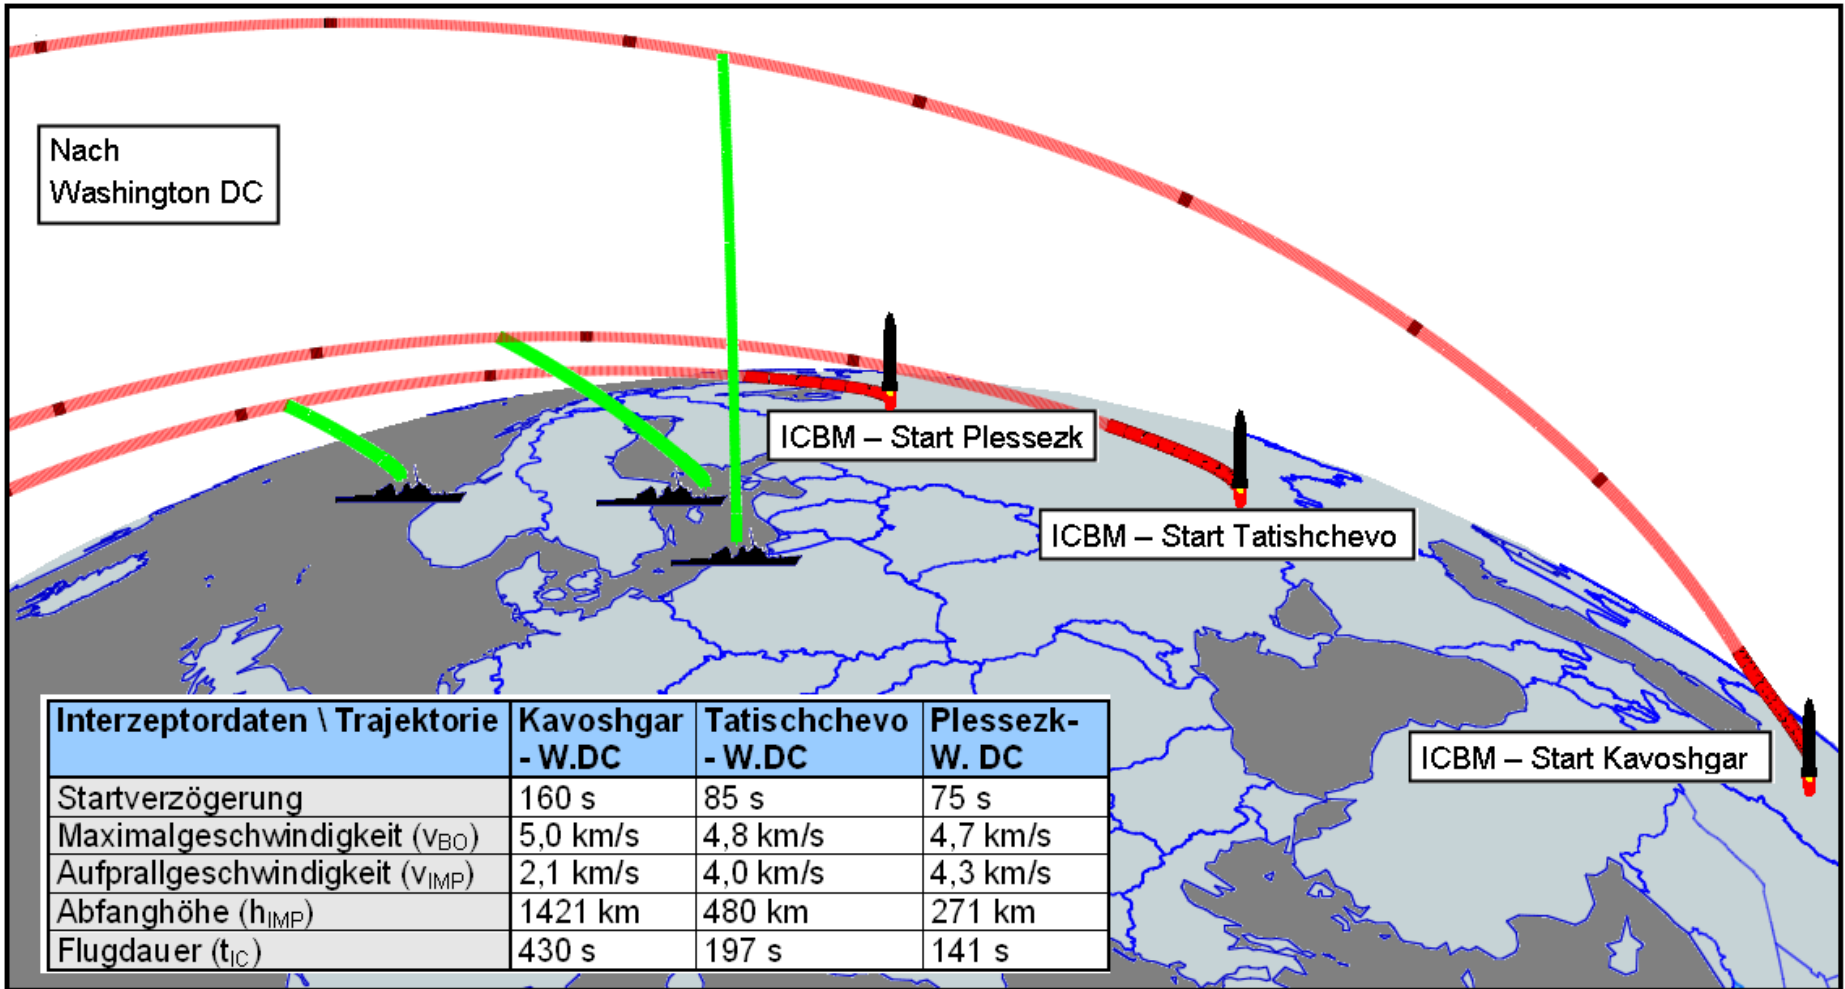 Nach
Washington DC
ICBM – Start Plessezk
ICBM – Start Tatishchevo
ICBM – Start Kavoshgar
Interzeptordaten \ Trajektorie Kavoshgar - W.DC Tatischchevo - W.DC Plessezk- W. DC
Startverzögerung 160 s 85 s 75 s
Maximalgeschwindigkeit (vBO) 5,0 km/s 4,8 km/s 4,7 km/s
Aufprallgeschwindigkeit (vIMP) 2,1 km/s 4,0 km/s 4,3 km/s
Abfanghöhe (hIMP) 1421 km 480 km 271 km
Flugdauer (tIC) 430 s 197 s 141 s